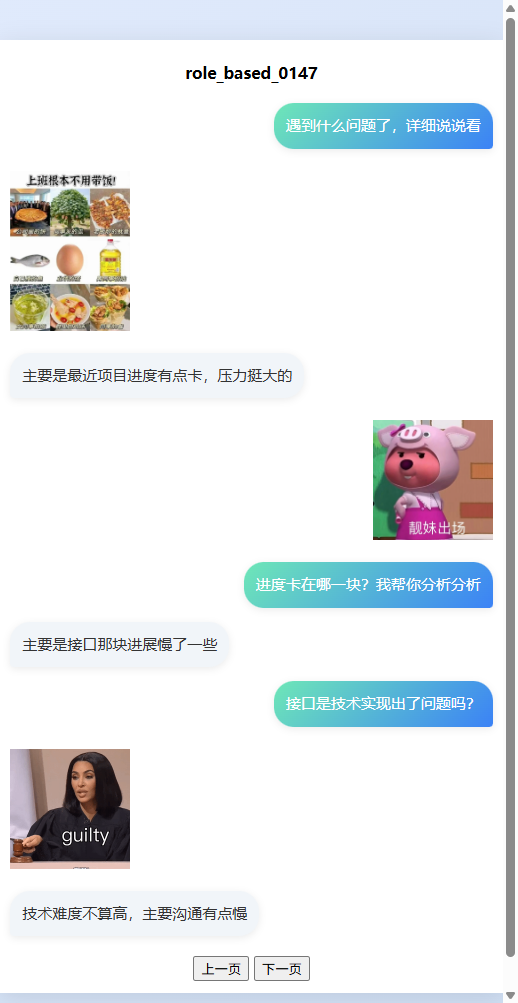 role_based_0147
遇到什么问题了，详细说说看
上班根本不用带饭!
主要是最近项目进度有点卡，压力挺大的
靓妹出场
进度卡在哪一块？我帮你分析分析
主要是接口那块进展慢了一些
接口是技术实现出了问题吗？
guilty
技术难度不算高，主要沟通有点慢
上一页 下一页